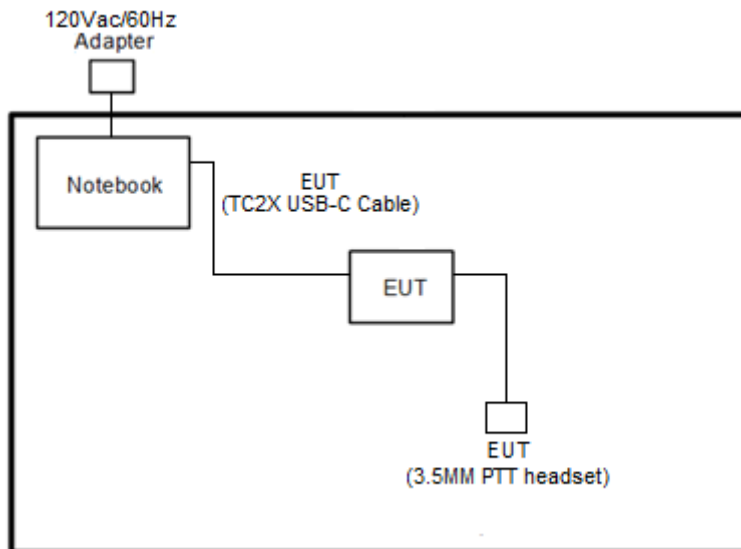 120Vac/60Hz
Adapter
Notebook
EUT
(TC2X USB-C Cable)
EUT
EUT
(3.5MM PTT headset)